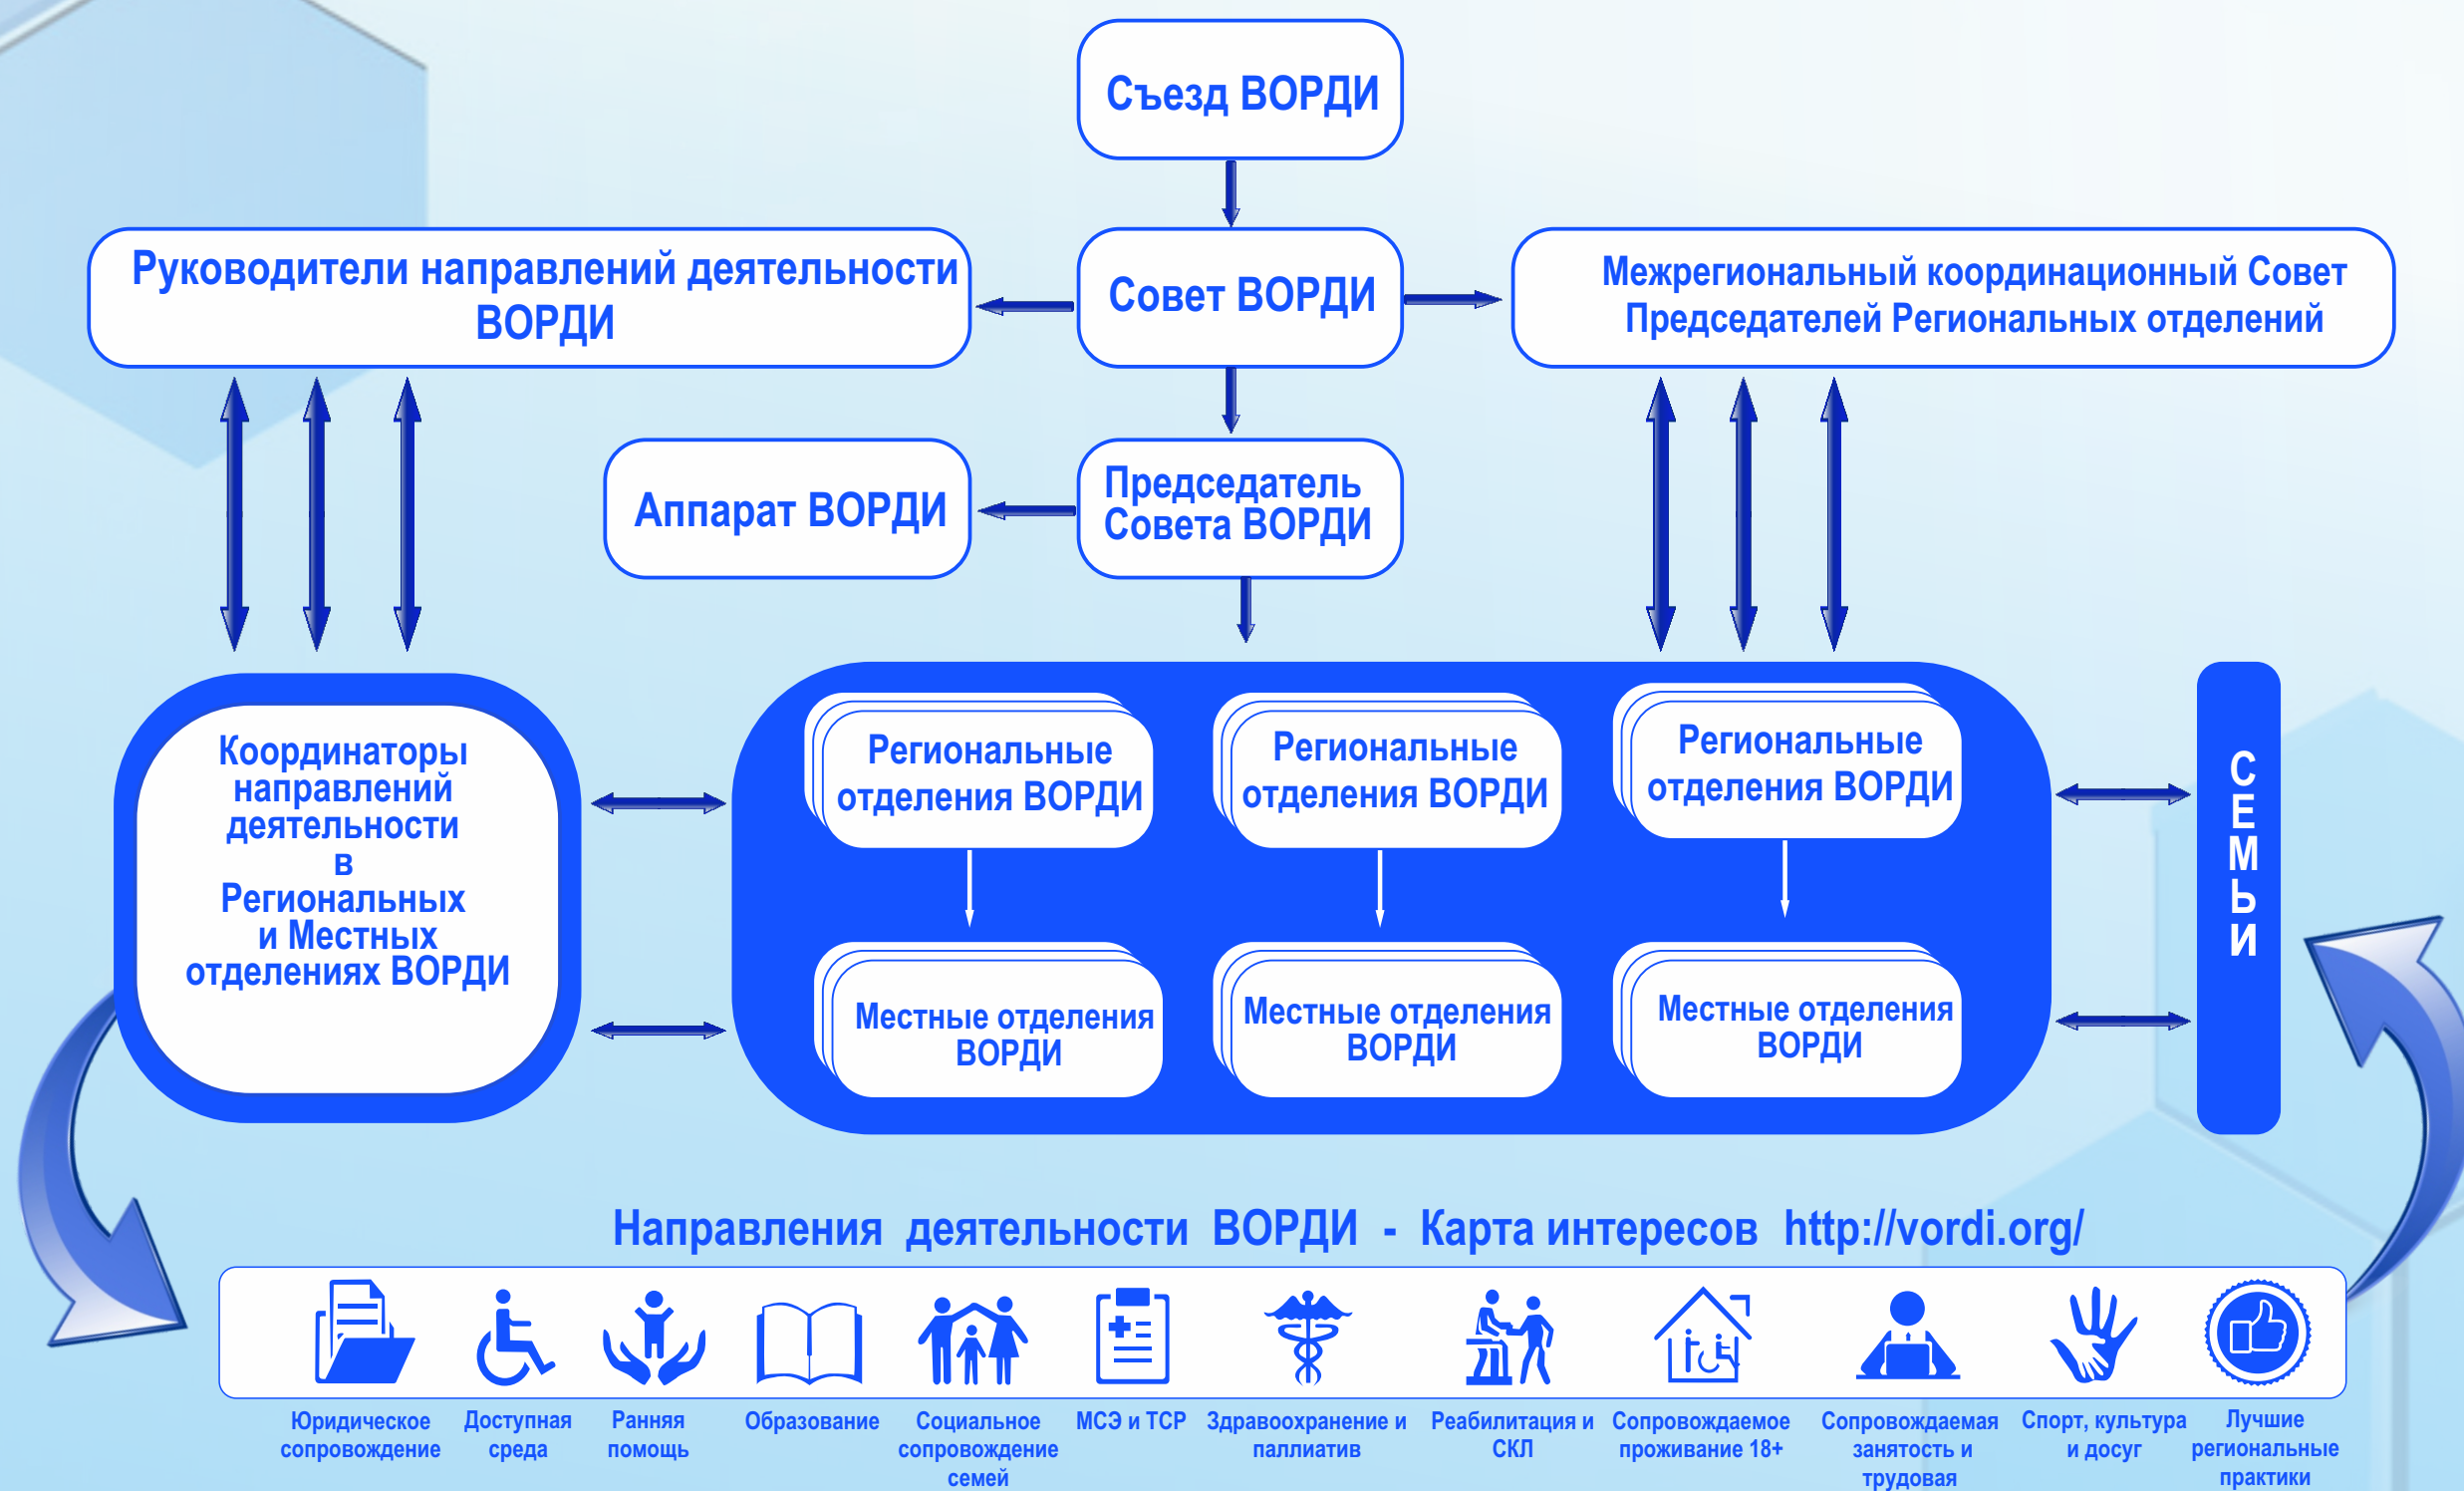 Съезд ВОРДИ
Руководители направлений деятельности
ВОРДИ
Совет ВОРДИ
Межрегиональный координационный Совет
Председателей Региональных отделений
Аппарат ВОРДИ
Председатель
Совета ВОРДИ
Координаторы
направлений
деятельности
в
Региональных
и Местных
отделениях ВОРДИ
Региональные
отделения ВОРДИ
Региональные
отделения ВОРДИ
Региональные
отделения ВОРДИ
Местные отделения
ВОРДИ
Местные отделения
ВОРДИ
Местные отделения
ВОРДИ
СЕМЬИ
Направления деятельности ВОРДИ - Карта интересов http://vordi.org/
Юридическое
сопровождение
Доступная
среда
Ранняя
помощь
Образование
Социальное
сопровождение
семей
МСЭ и ТСР
Здравоохранение и
паллиатив
Реабилитация и
СКЛ
Сопровождаемое
проживание 18+
Сопровождаемая
занятость и
трудовая
Спорт, культура
и досуг
Лучшие
региональные
практики